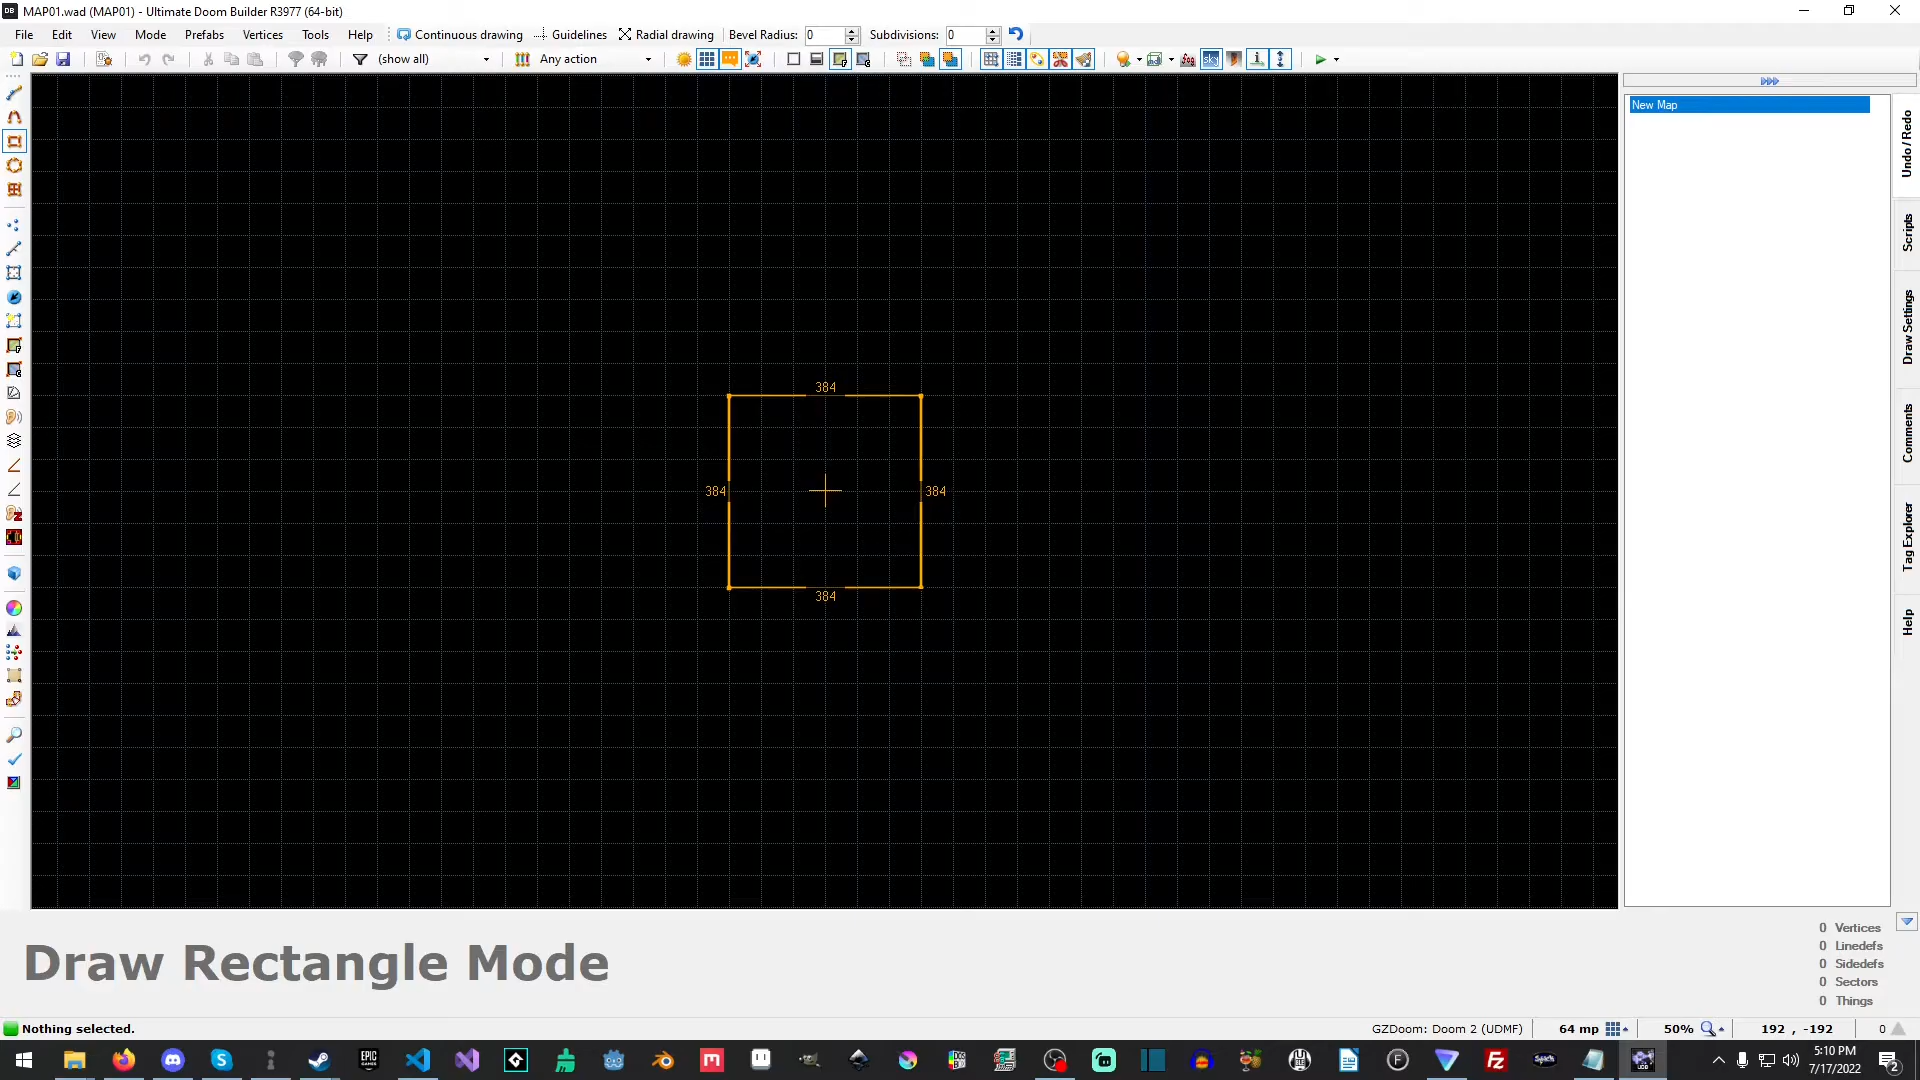 MAP01.wad (MAP01) - Ultimate Doom Builder R3977 (64-bit)
File Edit View Mode Prefabs Vertices Tools Help Continuous drawing Guidelines Radial drawing Bevel Radius: 0 Subdivisions: 0
(show all) Any action
New Map
Undo / Redo
Scripts
Draw Settings
Comments
Tag Explorer
Help
384
384
384
384
Draw Rectangle Mode
0 Vertices
0 Linedefs
0 Sidedefs
0 Sectors
0 Things
Nothing selected.
GZDoom: Doom 2 (UDMF) 64 mp 50% 192 , -192 0
5:10 PM
7/17/2022
2